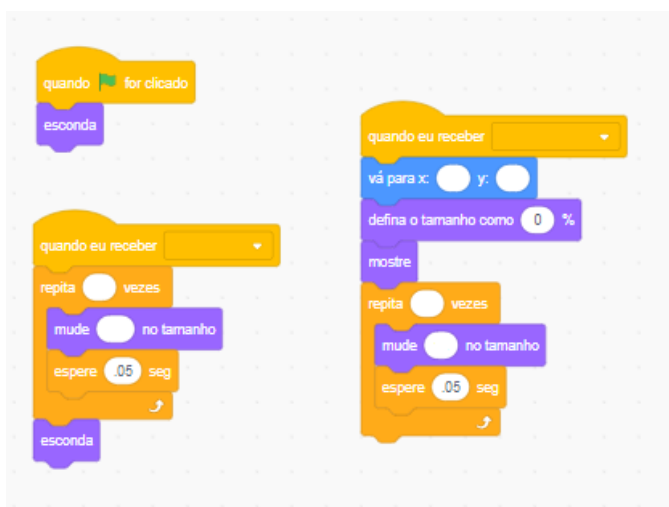 quando for clicado
esconda
quando eu receber
repita vezes
mude no tamanho
espere .05 seg
esconda
quando eu receber
vá para x: y:
defina o tamanho como 0 %
mostre
repita vezes
mude no tamanho
espere .05 seg